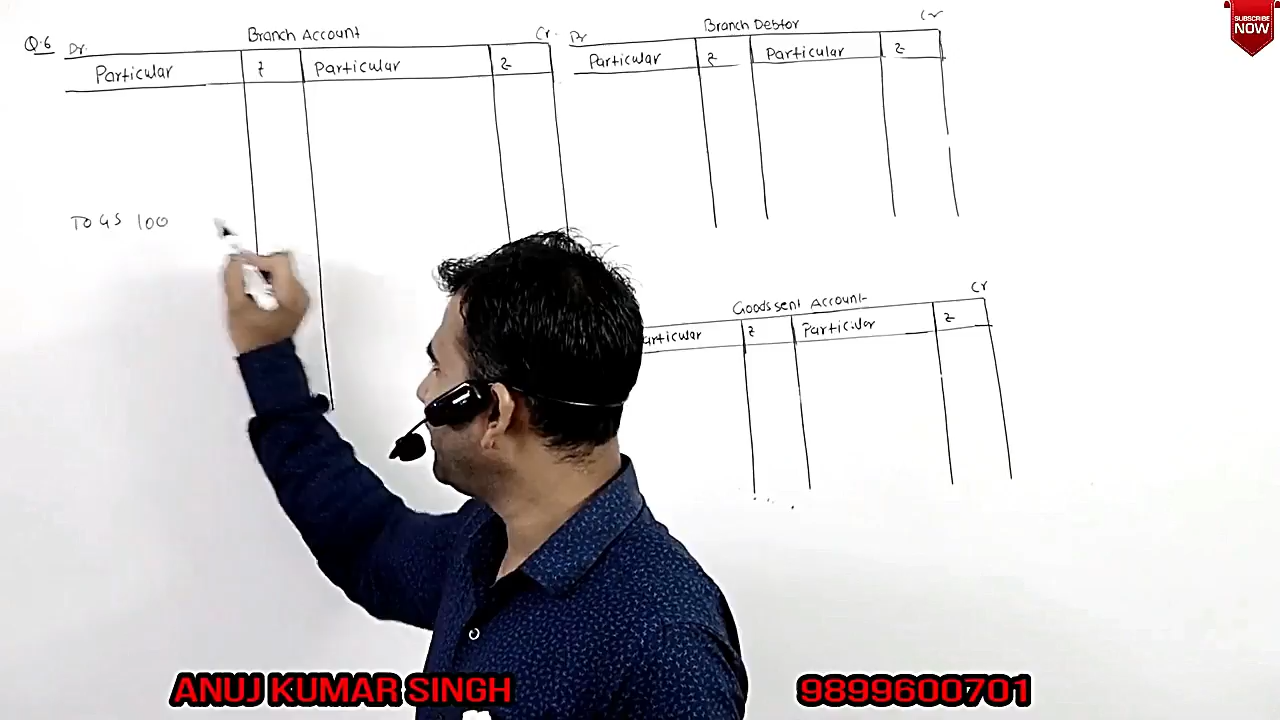 Q.6
Branch Account
Dr. Cr.
Particular ₹ Particular ₹
To GS 100
Branch Debtor
Dr Cr
Particular ₹ Particular ₹
Goods sent Account
Cr
articular ₹ Particular ₹
SUBSCRIBE
NOW
ANUJ KUMAR SINGH 9899600701